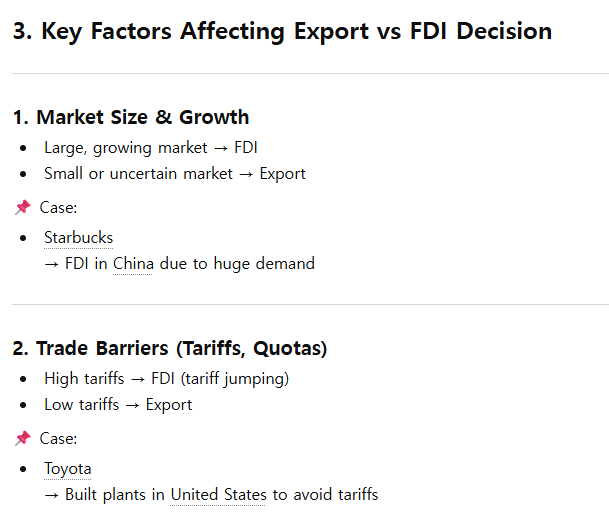 3. Key Factors Affecting Export vs FDI Decision
1. Market Size & Growth
• Large, growing market → FDI
• Small or uncertain market → Export
📌 Case:
• Starbucks
→ FDI in China due to huge demand
2. Trade Barriers (Tariffs, Quotas)
• High tariffs → FDI (tariff jumping)
• Low tariffs → Export
📌 Case:
• Toyota
→ Built plants in United States to avoid tariffs